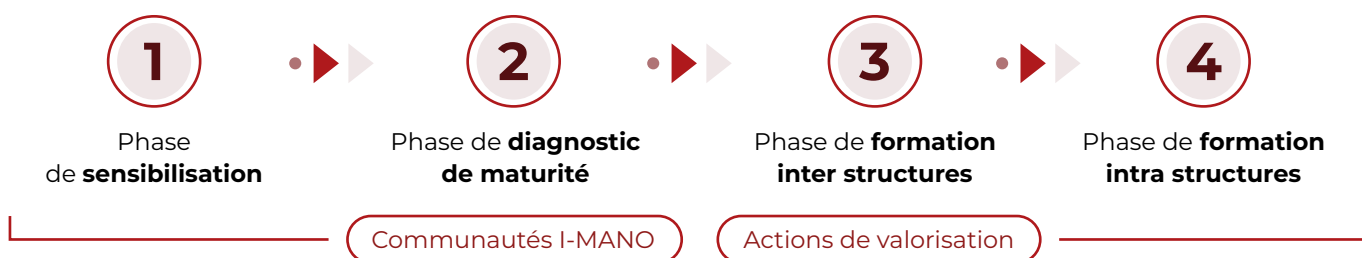 1
Phase
de sensibilisation
2
Phase de diagnostic
de maturité
3
Phase de formation
inter structures
4
Phase de formation
intra structures
Communautés I-MANO
Actions de valorisation